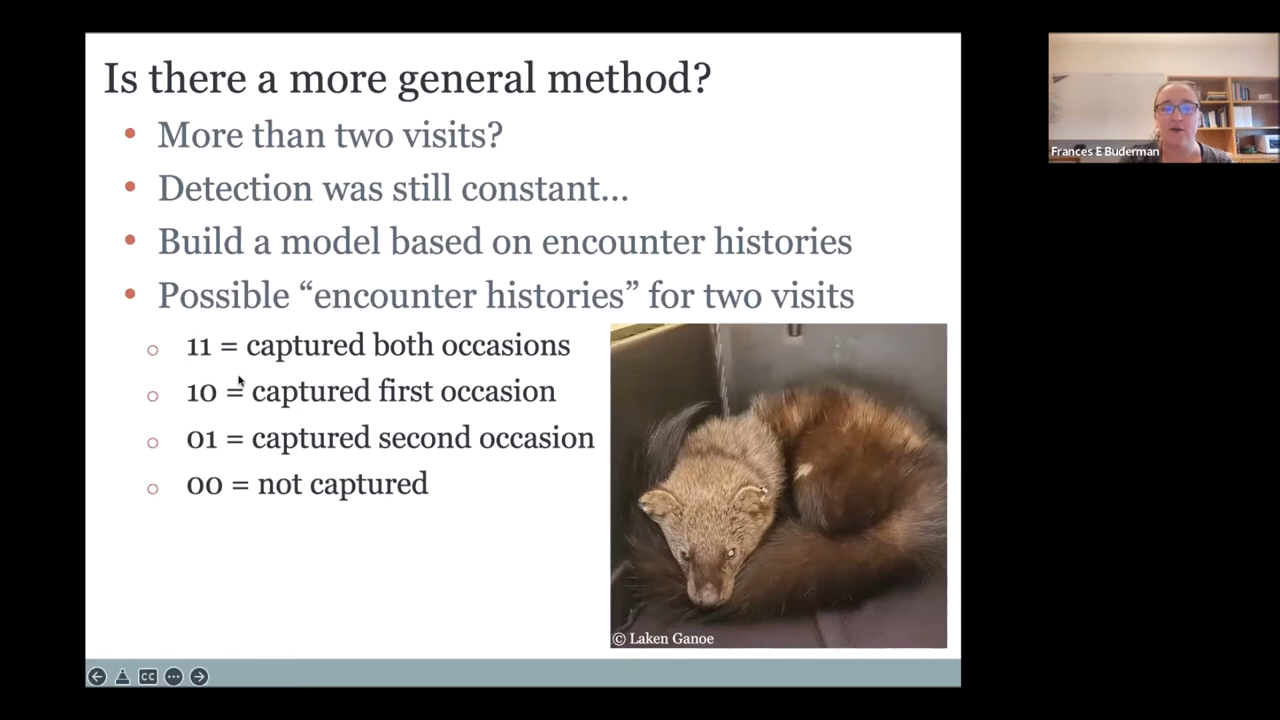 Is there a more general method?
• More than two visits?
• Detection was still constant...
• Build a model based on encounter histories
• Possible “encounter histories” for two visits
o 11 = captured both occasions
o 10 = captured first occasion
o 01 = captured second occasion
o 00 = not captured
© Laken Ganoe
CC
Frances E Buderman